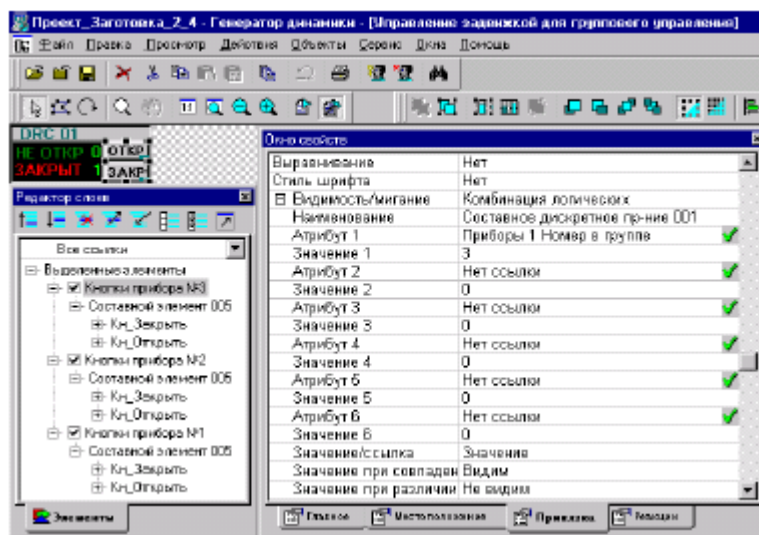 Проект_Заготовка_2_4 - Генератор динамики - [Управление задвижкой для группового управления]
Файл Правка Просмотр Действия Объекты Сервис Окна Помощь
DRC 01
НЕ ОТКР 0 ОТКР
ЗАКРЫТ 1 ЗАКР
Редактор слоев
Все ссылки
Выделенные элементы
Кнопки прибора №3
Составной элемент 005
Кн_Закрыть
Кн_Открыть
Кнопки прибора №2
Составной элемент 005
Кн_Закрыть
Кн_Открыть
Кнопки прибора №1
Составной элемент 005
Кн_Закрыть
Кн_Открыть
Элементы
Окно свойств
Выравнивание Нет
Стиль шрифта Нет
Видимость/мигание Комбинация логических
Наименование Составное дискретное пр-ние 001
Атрибут 1 Приборы 1 Номер в группе
Значение 1 3
Атрибут 2 Нет ссылки
Значение 2 0
Атрибут 3 Нет ссылки
Значение 3 0
Атрибут 4 Нет ссылки
Значение 4 0
Атрибут 5 Нет ссылки
Значение 5 0
Атрибут 6 Нет ссылки
Значение 6 0
Значение/ссылка Значение
Значение при совпаден Видим
Значение при различии Не видим
Главное Местоположение Привязка Реакции